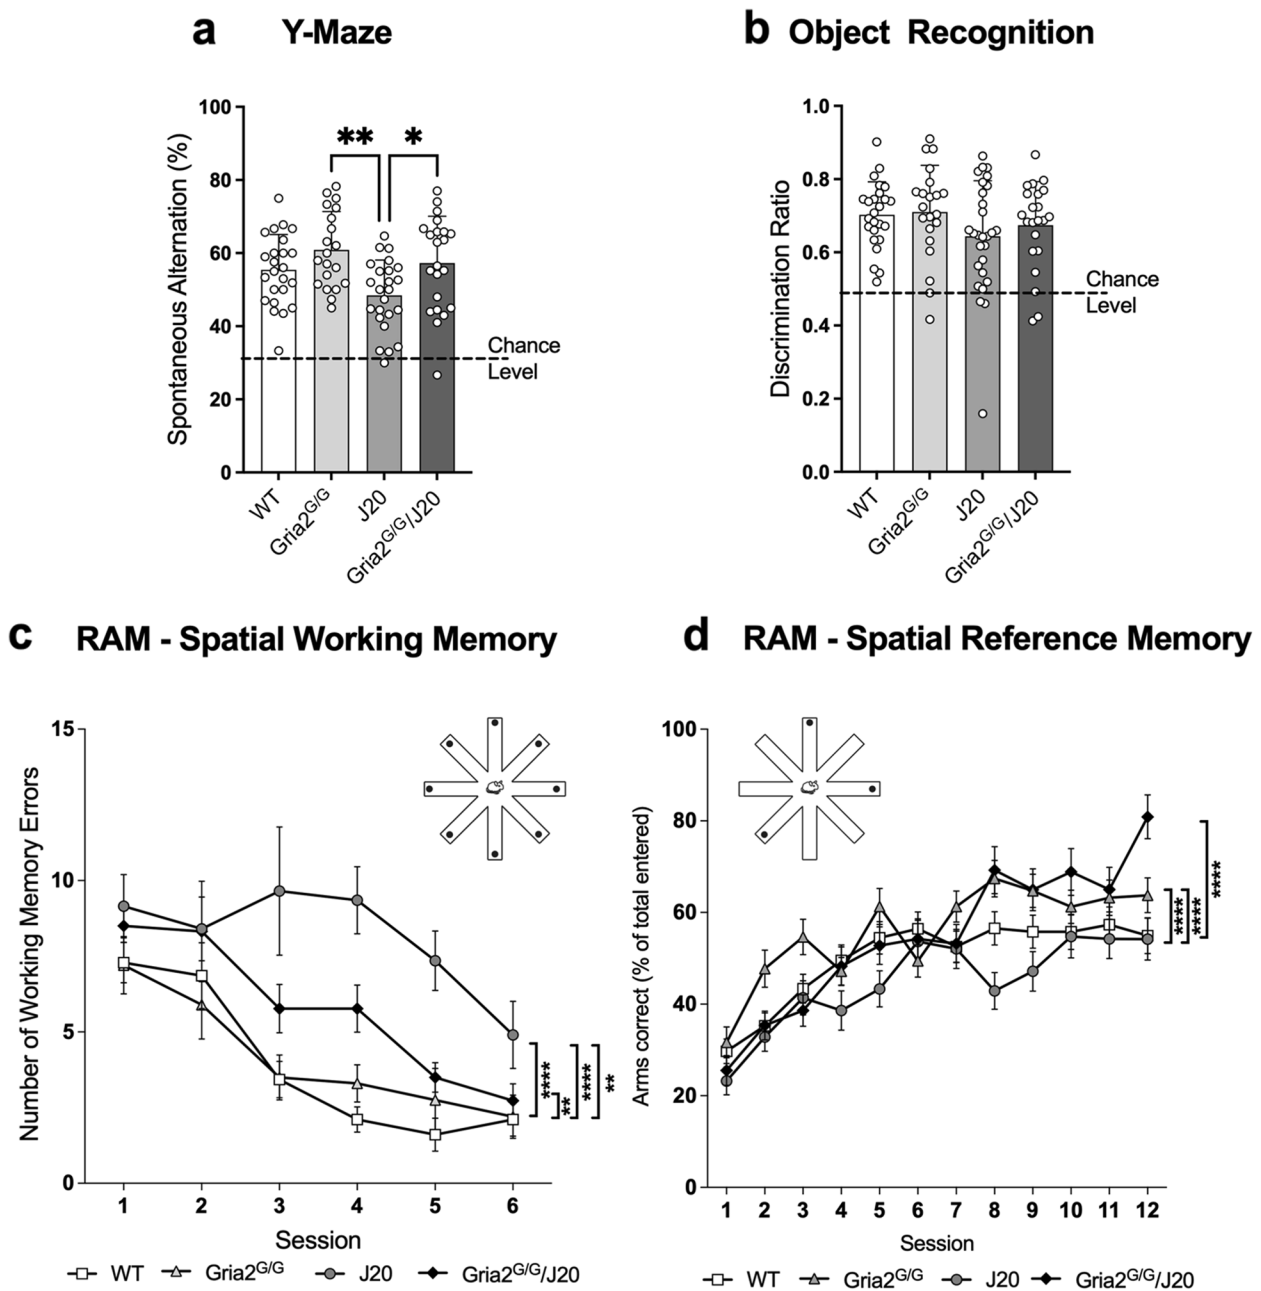 a Y-Maze
Spontaneous Alternation (%)
100
80
60
40
20
0
** *
Chance
Level
WT
Gria2G/G
J20
Gria2G/G/J20
b Object Recognition
Discrimination Ratio
1.0
0.8
0.6
0.4
0.2
0.0
Chance
Level
WT
Gria2G/G
J20
Gria2G/G/J20
c RAM - Spatial Working Memory
Number of Working Memory Errors
15
10
5
0
****
**
****
**
1 2 3 4 5 6
Session
WT Gria2G/G J20 Gria2G/G/J20
d RAM - Spatial Reference Memory
Arms correct (% of total entered)
100
80
60
40
20
0
****
****
****
1 2 3 4 5 6 7 8 9 10 11 12
Session
WT Gria2G/G J20 Gria2G/G/J20